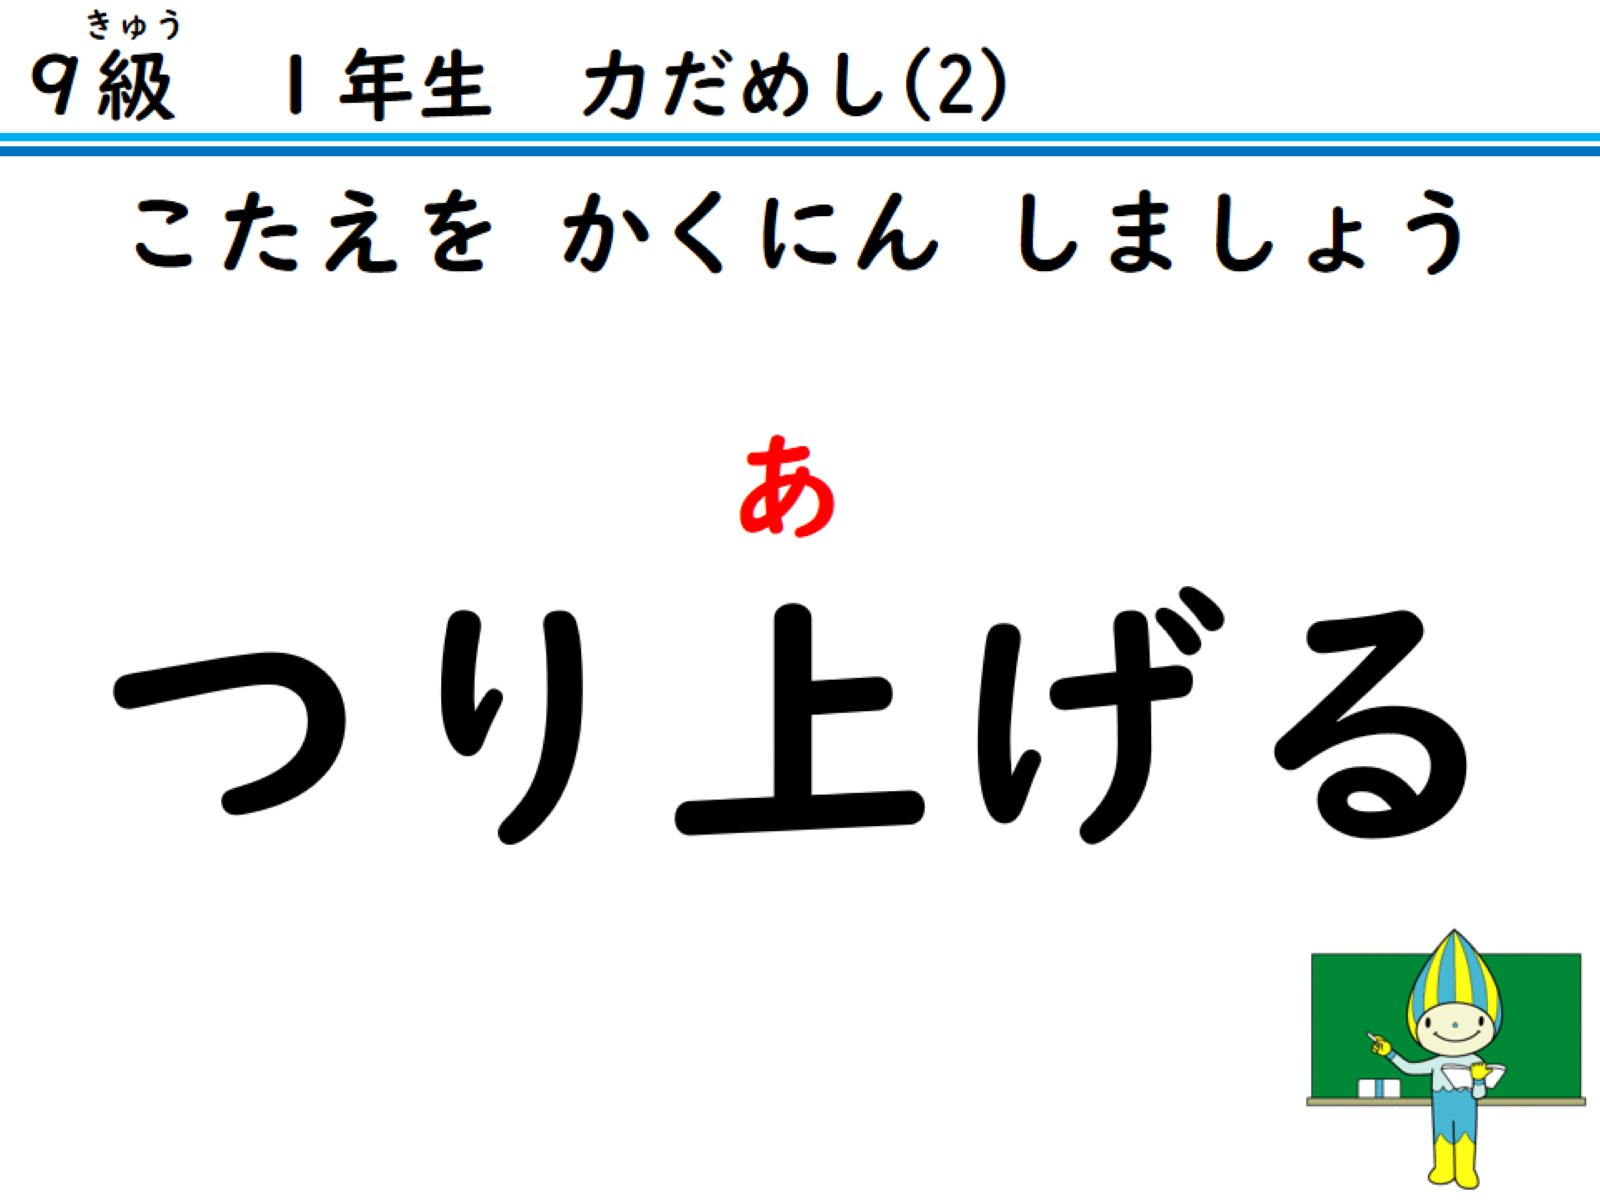 きゅう
９級　１年生　力だめし(2)
こたえを かくにん しましょう
あ
つり上げる